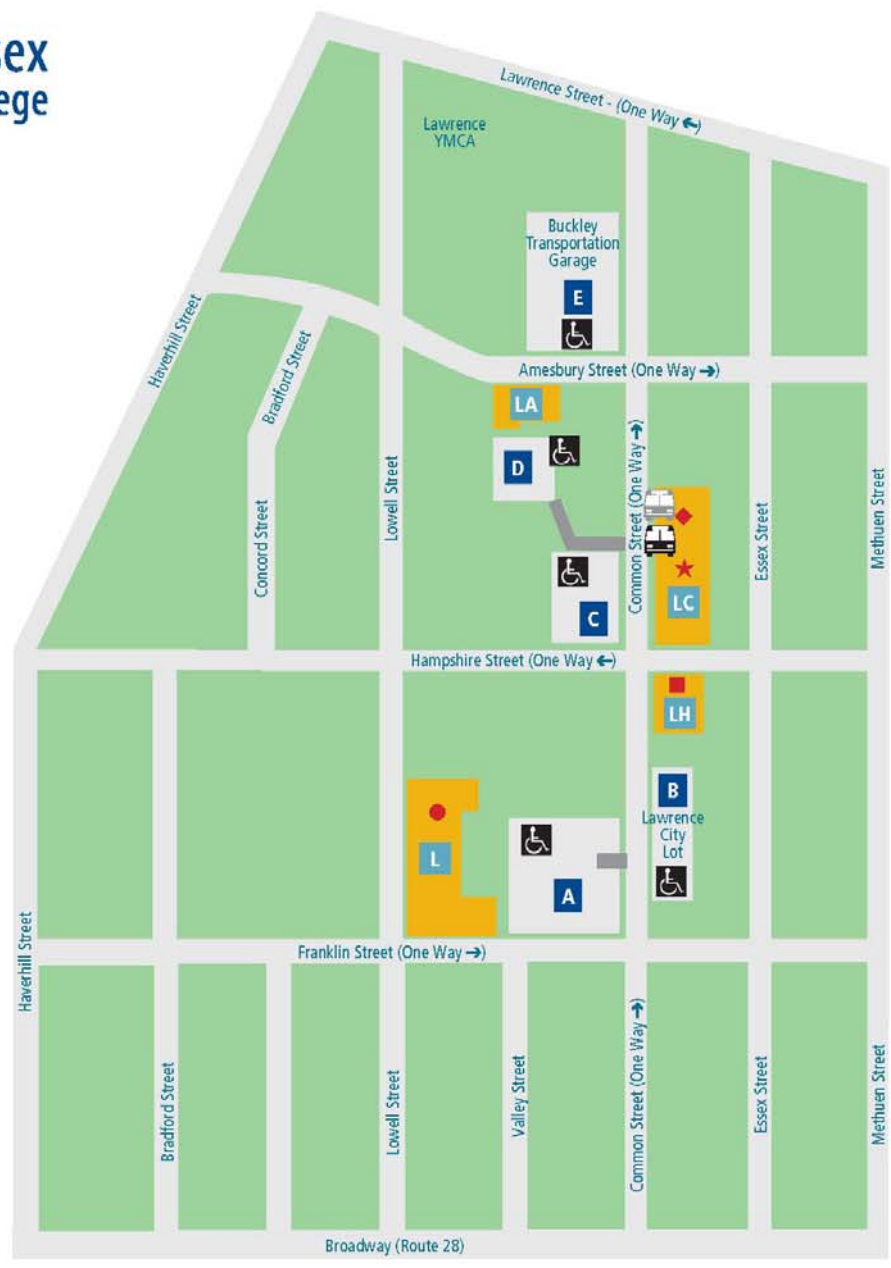 sex
ege
Lawrence Street - (One Way ←)
Lawrence
YMCA
Buckley
Transportation
Garage
E
Haverhill Street
Bradford Street
Amesbury Street (One Way →)
LA
D
Lowell Street
Common Street (One Way →)
Essex Street
Methuen Street
Concord Street
C
LC
Hampshire Street (One Way ←)
LH
B
Lawrence
City
Lot
L
A
Franklin Street (One Way →)
Haverhill Street
Bradford Street
Lowell Street
Valley Street
Common Street (One Way →)
Essex Street
Methuen Street
Broadway (Route 28)